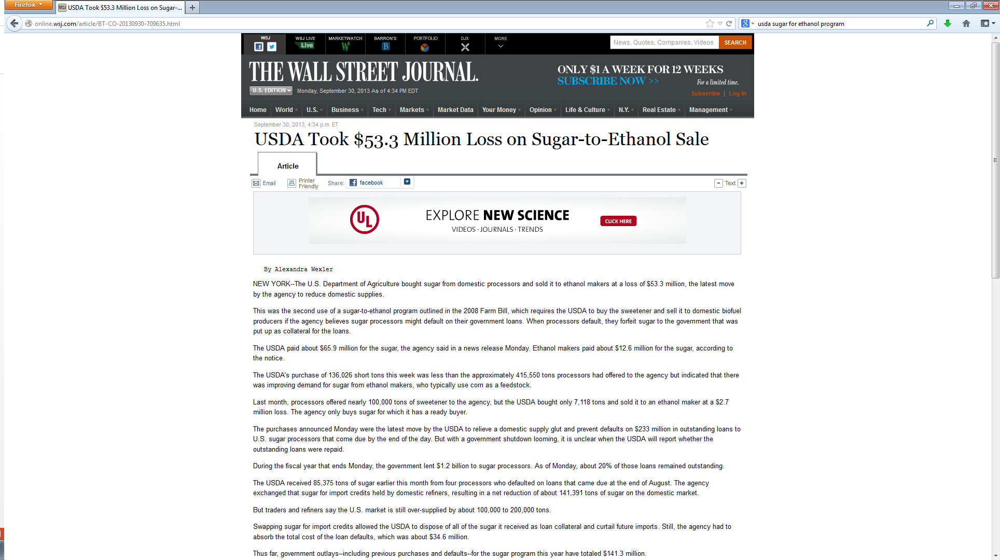 Firefox
WSJ USDA Took $53.3 Million Loss on Sugar-...
online.wsj.com/article/BT-CO-20130930-709635.html
usda sugar for ethanol program
WSJ
WSJ LIVE
Live
MARKETWATCH
W
BARRON'S
B
PORTFOLIO
DJX
MORE
News, Quotes, Companies, Videos
SEARCH
THE WALL STREET JOURNAL.
ONLY $1 A WEEK FOR 12 WEEKS
SUBSCRIBE NOW >>
For a limited time.
U.S. EDITION
Monday, September 30, 2013 As of 4:34 PM EDT
Subscribe
Log In
Home World U.S. Business Tech Markets Market Data Your Money Opinion Life & Culture N.Y. Real Estate Management
September 30, 2013, 4:34 p.m. ET
USDA Took $53.3 Million Loss on Sugar-to-Ethanol Sale
Article
Email
Printer
Friendly
Share:
facebook
- Text +
UL
EXPLORE NEW SCIENCE
VIDEOS · JOURNALS · TRENDS
CLICK HERE
By Alexandra Wexler
NEW YORK--The U.S. Department of Agriculture bought sugar from domestic processors and sold it to ethanol makers at a loss of $53.3 million, the latest move
by the agency to reduce domestic supplies.
This was the second use of a sugar-to-ethanol program outlined in the 2008 Farm Bill, which requires the USDA to buy the sweetener and sell it to domestic biofuel
producers if the agency believes sugar processors might default on their government loans. When processors default, they forfeit sugar to the government that was
put up as collateral for the loans.
The USDA paid about $65.9 million for the sugar, the agency said in a news release Monday. Ethanol makers paid about $12.6 million for the sugar, according to
the notice.
The USDA's purchase of 136,026 short tons this week was less than the approximately 415,550 tons processors had offered to the agency but indicated that there
was improving demand for sugar from ethanol makers, who typically use corn as a feedstock.
Last month, processors offered nearly 100,000 tons of sweetener to the agency, but the USDA bought only 7,118 tons and sold it to an ethanol maker at a $2.7
million loss. The agency only buys sugar for which it has a ready buyer.
The purchases announced Monday were the latest move by the USDA to relieve a domestic supply glut and prevent defaults on $233 million in outstanding loans to
U.S. sugar processors that come due by the end of the day. But with a government shutdown looming, it is unclear when the USDA will report whether the
outstanding loans were repaid.
During the fiscal year that ends Monday, the government lent $1.2 billion to sugar processors. As of Monday, about 20% of those loans remained outstanding.
The USDA received 85,375 tons of sugar earlier this month from four processors who defaulted on loans that came due at the end of August. The agency
exchanged that sugar for import credits held by domestic refiners, resulting in a net reduction of about 141,391 tons of sugar on the domestic market.
But traders and refiners say the U.S. market is still over-supplied by about 100,000 to 200,000 tons.
Swapping sugar for import credits allowed the USDA to dispose of all of the sugar it received as loan collateral and curtail future imports. Still, the agency had to
absorb the total cost of the loan defaults, which was about $34.6 million.
Thus far, government outlays--including previous purchases and defaults--for the sugar program this year have totaled $141.3 million.